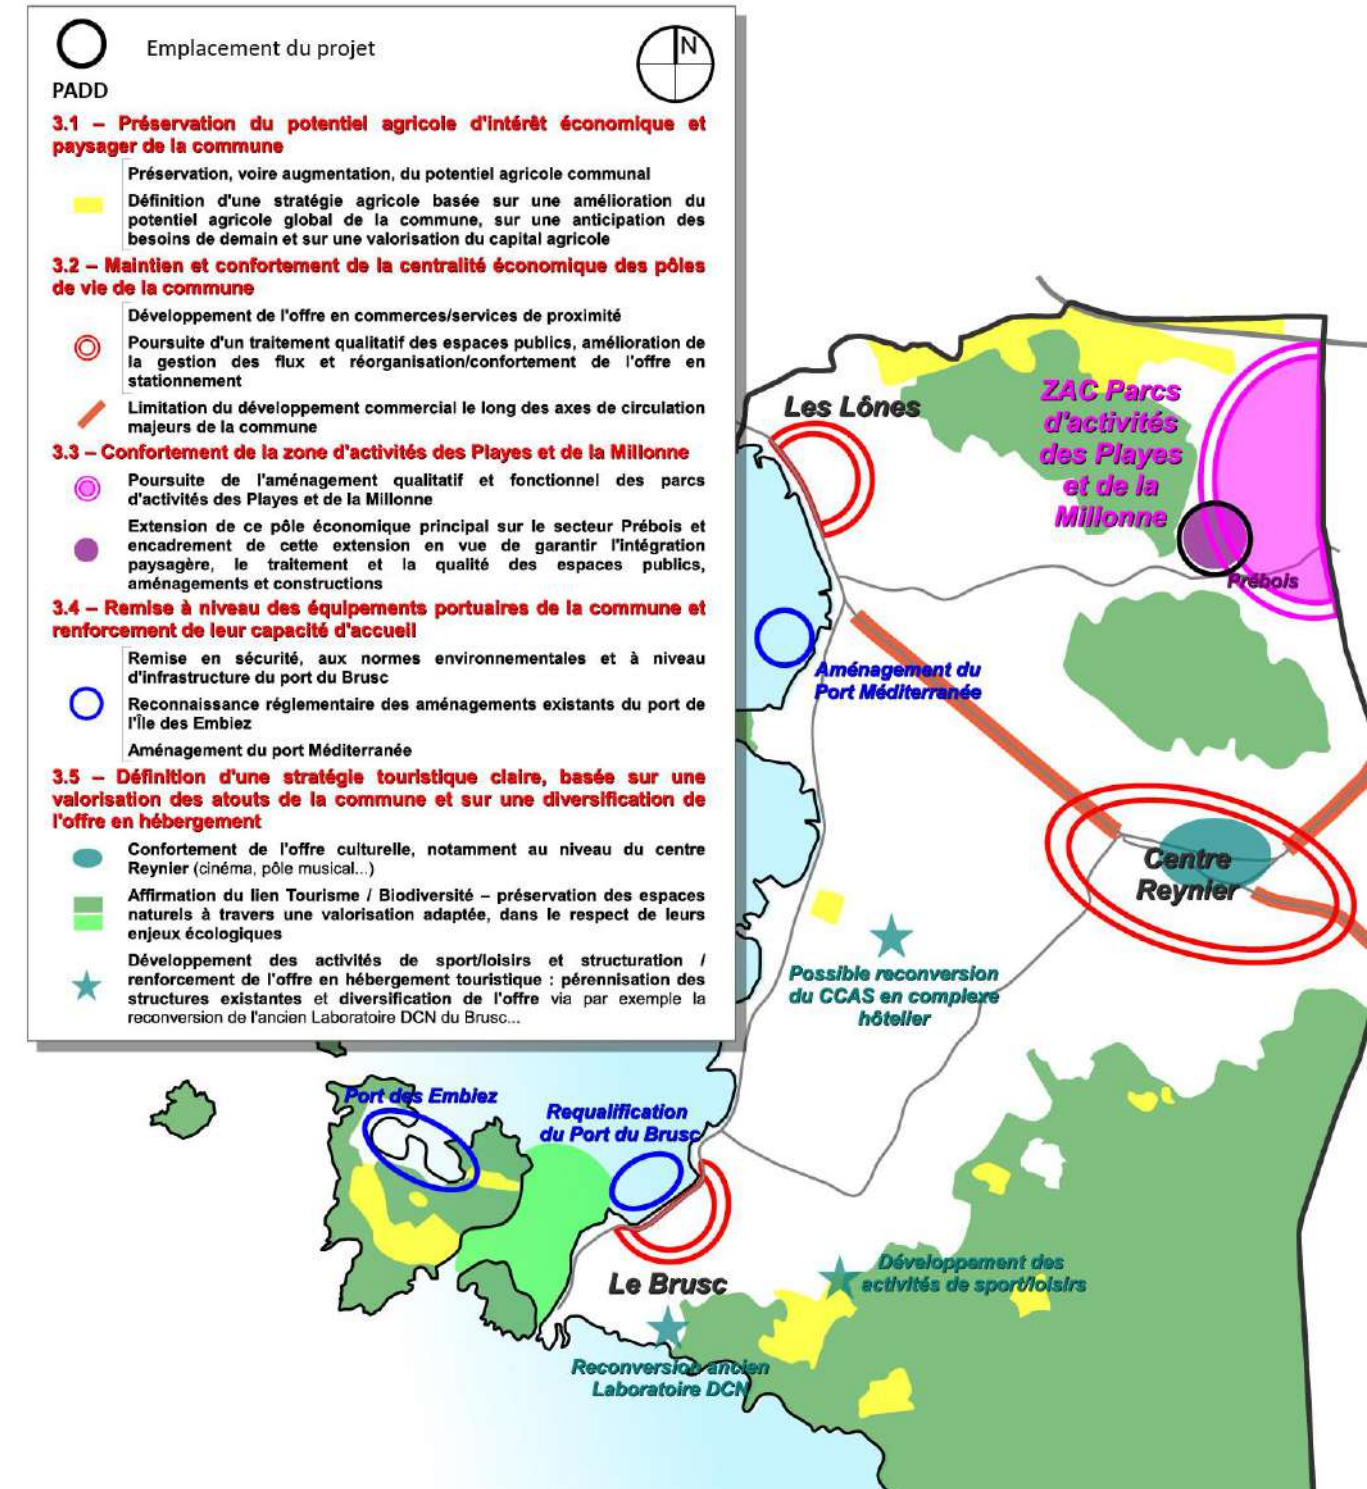 Emplacement du projet
N
PADD
3.1 – Préservation du potentiel agricole d'intérêt économique et
paysager de la commune
Préservation, voire augmentation, du potentiel agricole communal
Définition d'une stratégie agricole basée sur une amélioration du
potentiel agricole global de la commune, sur une anticipation des
besoins de demain et sur une valorisation du capital agricole
3.2 – Maintien et confortement de la centralité économique des pôles
de vie de la commune
Développement de l'offre en commerces/services de proximité
Poursuite d'un traitement qualitatif des espaces publics, amélioration de
la gestion des flux et réorganisation/confortement de l'offre en
stationnement
Limitation du développement commercial le long des axes de circulation
majeurs de la commune
3.3 – Confortement de la zone d'activités des Playes et de la Millonne
Poursuite de l'aménagement qualitatif et fonctionnel des parcs
d'activités des Playes et de la Millonne
Extension de ce pôle économique principal sur le secteur Prébois et
encadrement de cette extension en vue de garantir l'intégration
paysagère, le traitement et la qualité des espaces publics,
aménagements et constructions
3.4 – Remise à niveau des équipements portuaires de la commune et
renforcement de leur capacité d'accueil
Remise en sécurité, aux normes environnementales et à niveau
d'infrastructure du port du Brusc
Reconnaissance réglementaire des aménagements existants du port de
l'Île des Embiez
Aménagement du port Méditerranée
3.5 – Définition d'une stratégie touristique claire, basée sur une
valorisation des atouts de la commune et sur une diversification de
l'offre en hébergement
Confortement de l'offre culturelle, notamment au niveau du centre
Reynier (cinéma, pôle musical...)
Affirmation du lien Tourisme / Biodiversité – préservation des espaces
naturels à travers une valorisation adaptée, dans le respect de leurs
enjeux écologiques
Développement des activités de sport/loisirs et structuration /
renforcement de l'offre en hébergement touristique : pérennisation des
structures existantes et diversification de l'offre via par exemple la
reconversion de l'ancien Laboratoire DCN du Brusc...
Les Lônes
ZAC Parcs
d'activités
des Playes
et de la
Millonne
Prébois
Aménagement du
Port Méditerranée
Centre
Reynier
Possible reconversion
du CCAS en complexe
hôtelier
Port des Embiez
Requalification
du Port du Brusc
Le Brusc
Développement des
activités de sport/loisirs
Reconversion ancien
Laboratoire DCN